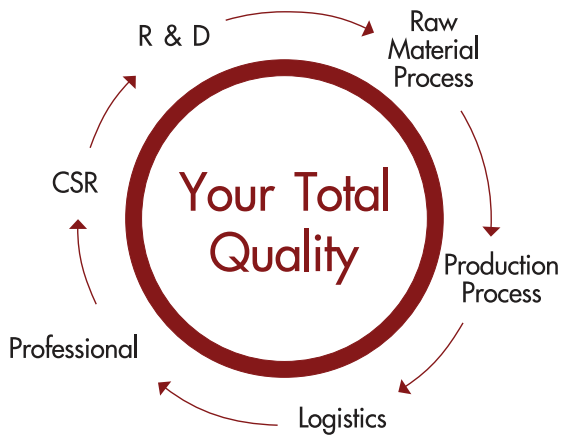 R & D
Raw
Material
Process
Your Total
Quality
CSR
Production
Process
Professional
Logistics